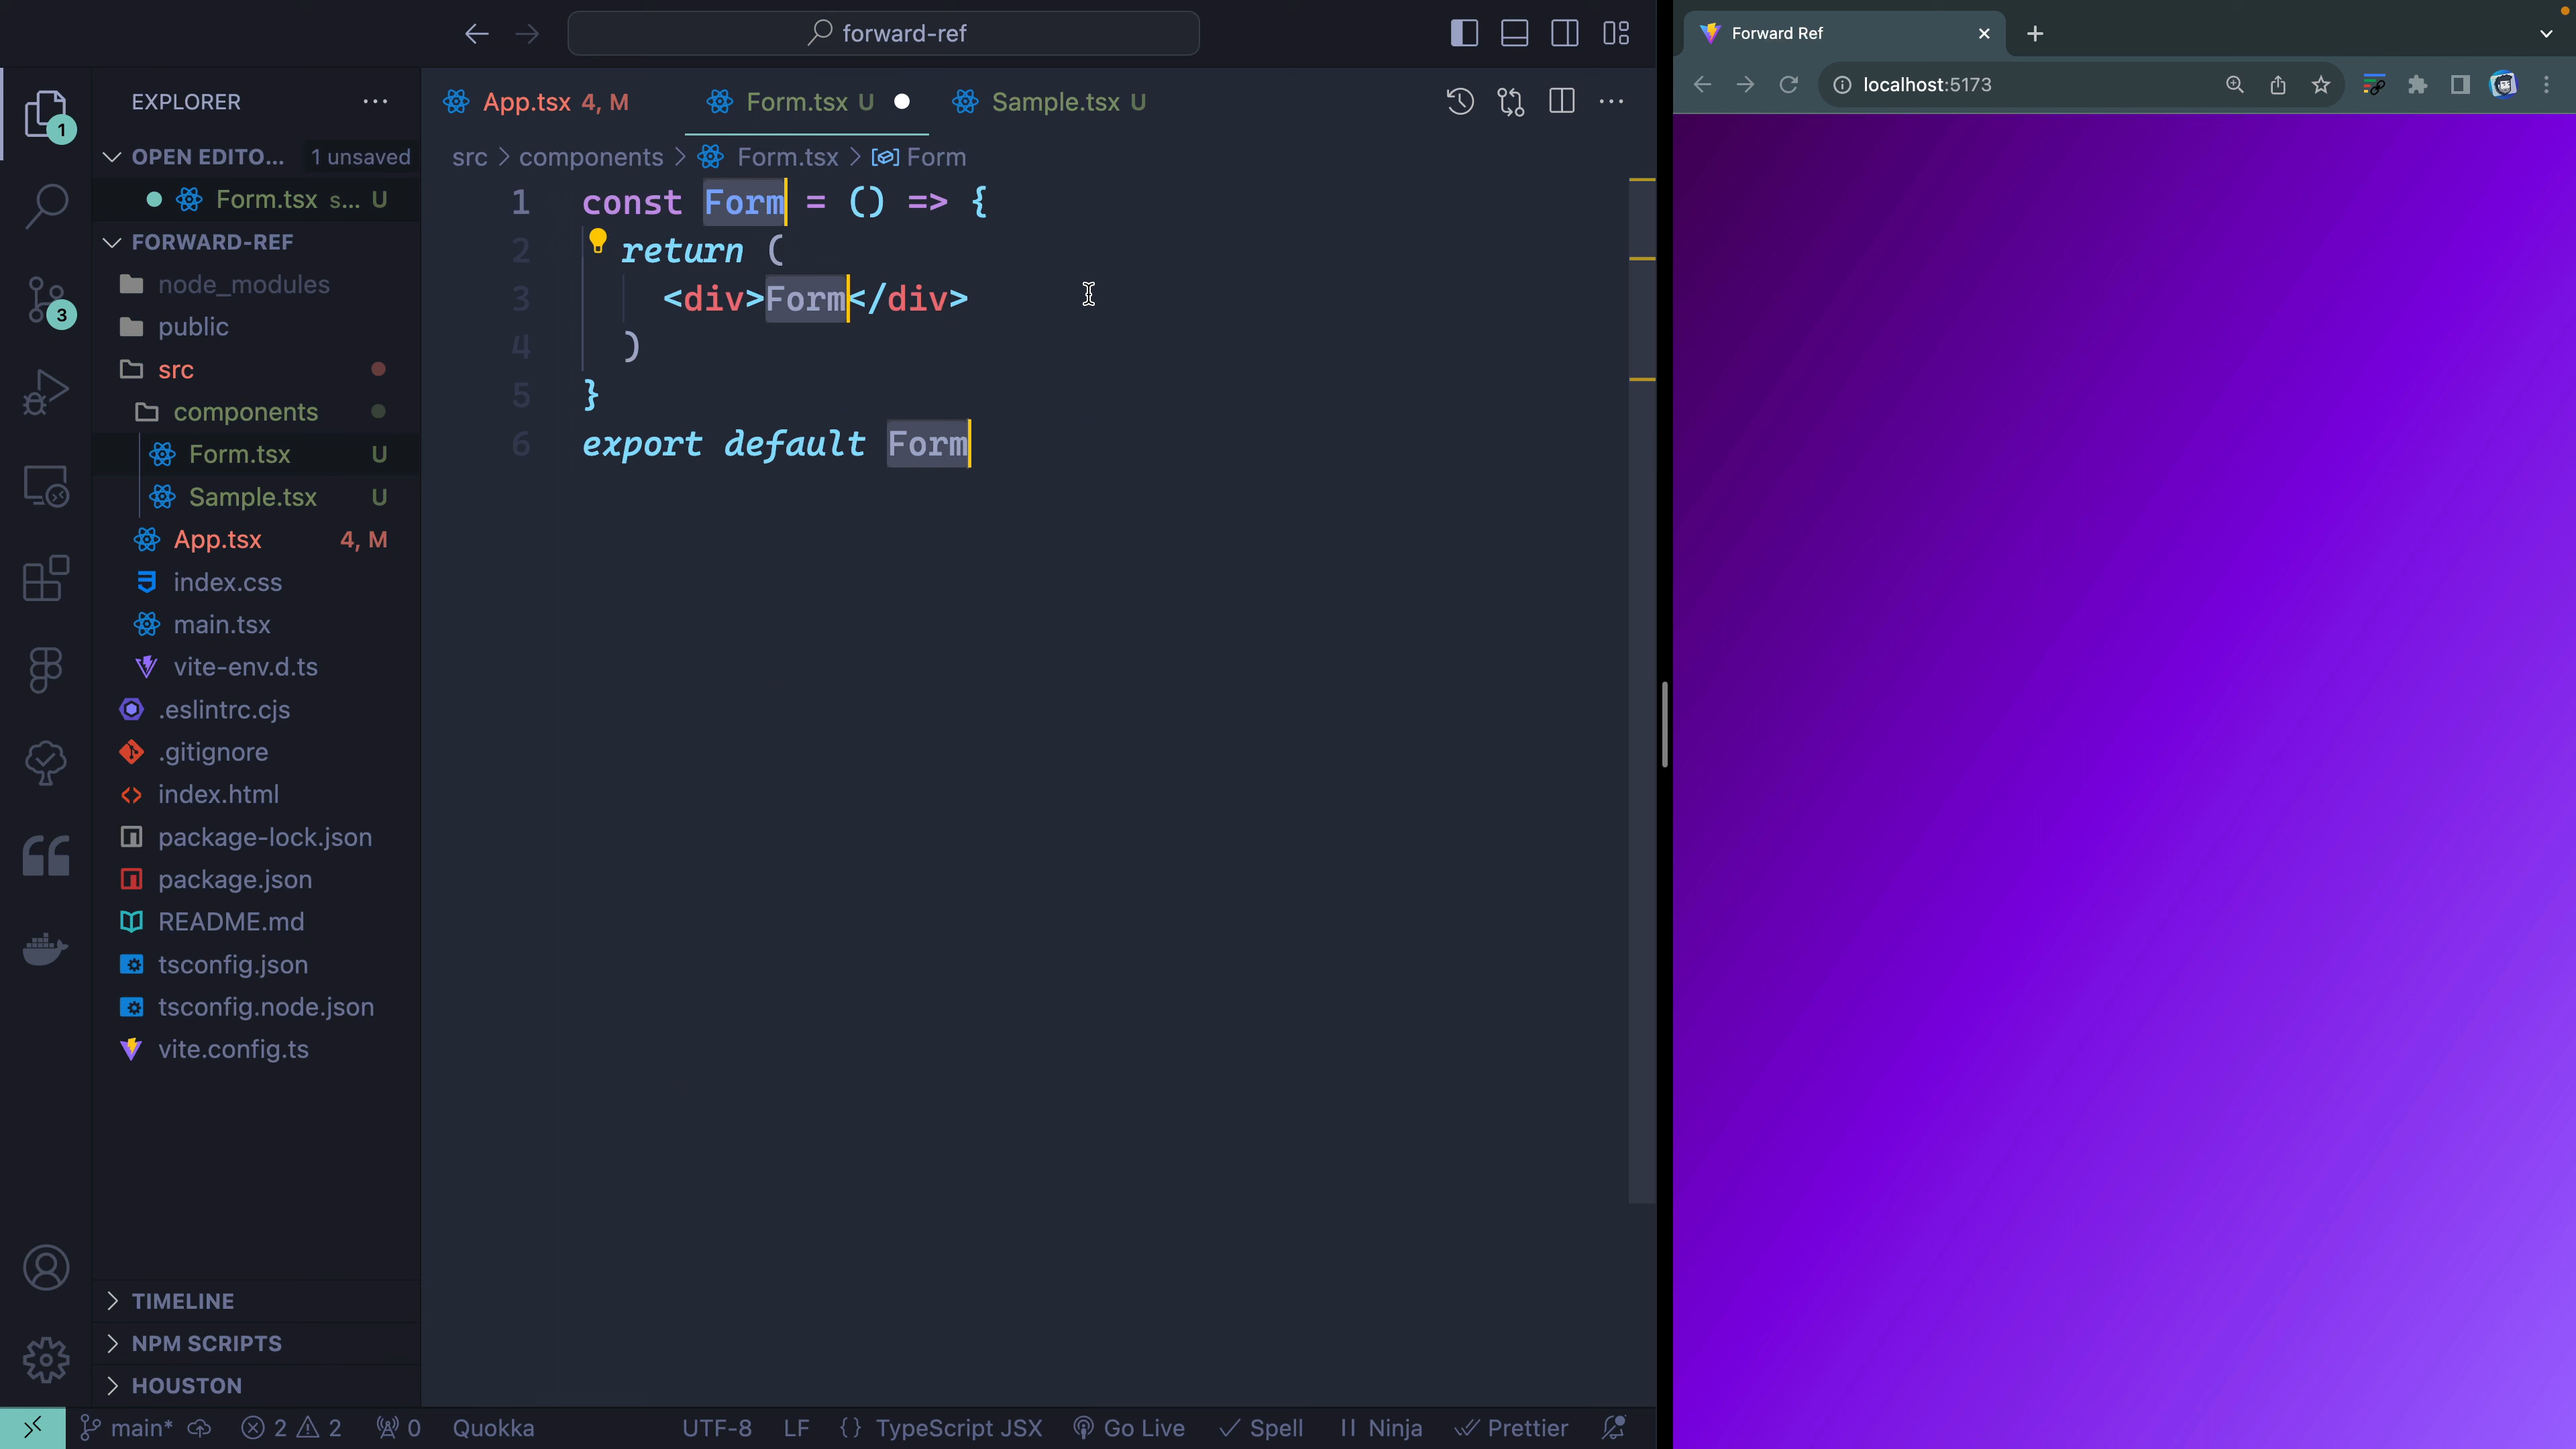 forward-ref
EXPLORER
App.tsx 4, M
Form.tsx U
Sample.tsx U
OPEN EDITO... 1 unsaved
Form.tsx s... U
src > components > Form.tsx > Form
FORWARD-REF
node_modules
public
src
components
Form.tsx U
Sample.tsx U
App.tsx 4, M
index.css
main.tsx
vite-env.d.ts
.eslintrc.cjs
.gitignore
index.html
package-lock.json
package.json
README.md
tsconfig.json
tsconfig.node.json
vite.config.ts
TIMELINE
NPM SCRIPTS
HOUSTON
1
3
1 const Form = () => {
2 return (
3 <div>Form</div>
4 )
5 }
6 export default Form
main* 2 2 0 Quokka UTF-8 LF {} TypeScript JSX Go Live Spell Ninja Prettier
Forward Ref
localhost:5173